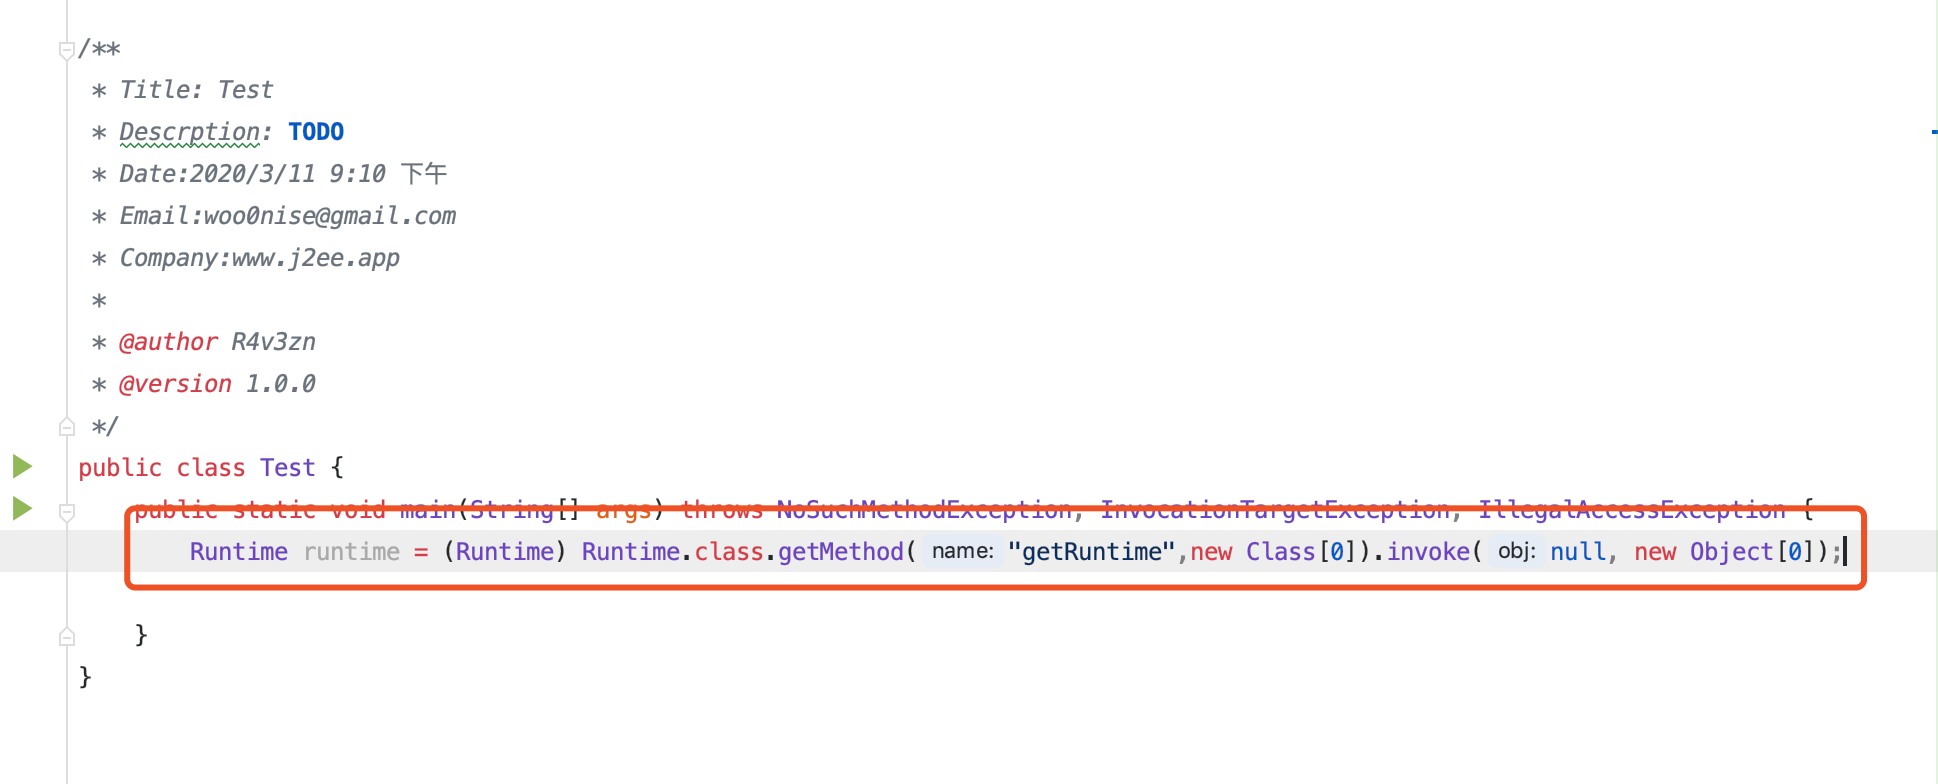 /**
* Title: Test
* Descrption: TODO
* Date:2020/3/11 9:10 下午
* Email:woo0nise@gmail.com
* Company:www.j2ee.app
*
* @author R4v3zn
* @version 1.0.0
*/
public class Test {
public static void main(String[] args) throws NoSuchMethodException, InvocationTargetException, IllegalAccessException {
Runtime runtime = (Runtime) Runtime.class.getMethod( name: "getRuntime",new Class[0]).invoke( obj: null, new Object[0]);
}
}